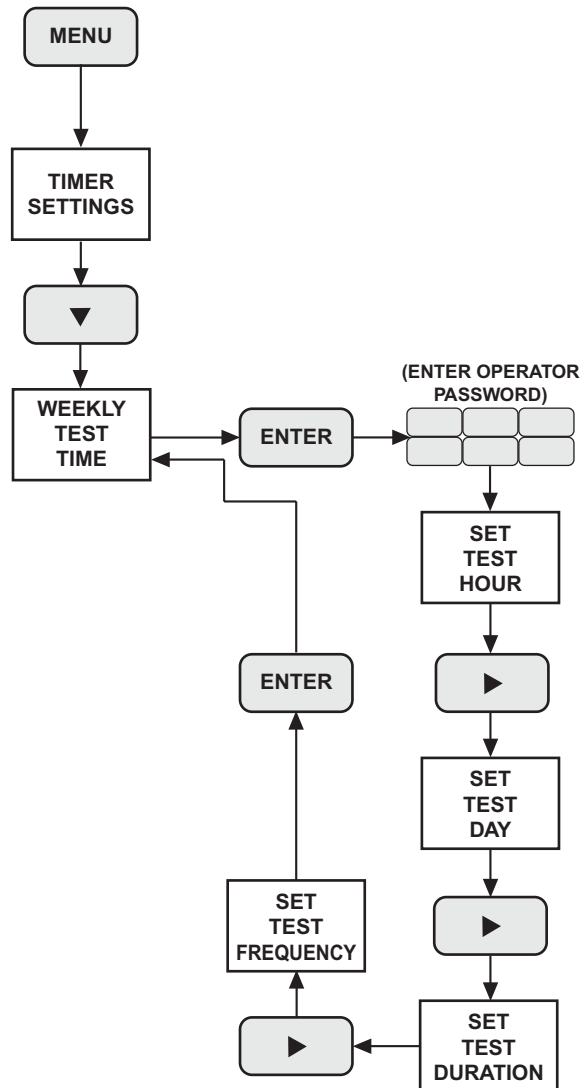 MENU
TIMER
SETTINGS
▼
WEEKLY
TEST
TIME
ENTER
(ENTER OPERATOR
PASSWORD)
SET
TEST
HOUR
▶
SET
TEST
DAY
▶
SET
TEST
DURATION
▶
SET
TEST
FREQUENCY
ENTER